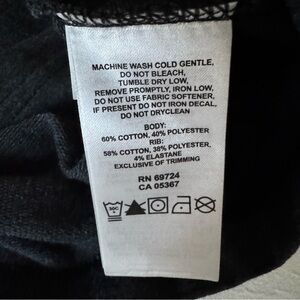 MACHINE WASH COLD GENTLE,
DO NOT BLEACH,
TUMBLE DRY LOW,
REMOVE PROMPTLY, IRON LOW,
DO NOT USE FABRIC SOFTENER,
IF PRESENT DO NOT IRON DECAL,
DO NOT DRYCLEAN
BODY:
60% COTTON, 40% POLYESTER
RIB:
58% COTTON, 38% POLYESTER,
4% ELASTANE
EXCLUSIVE OF TRIMMING
RN 69724
CA 05367
30C